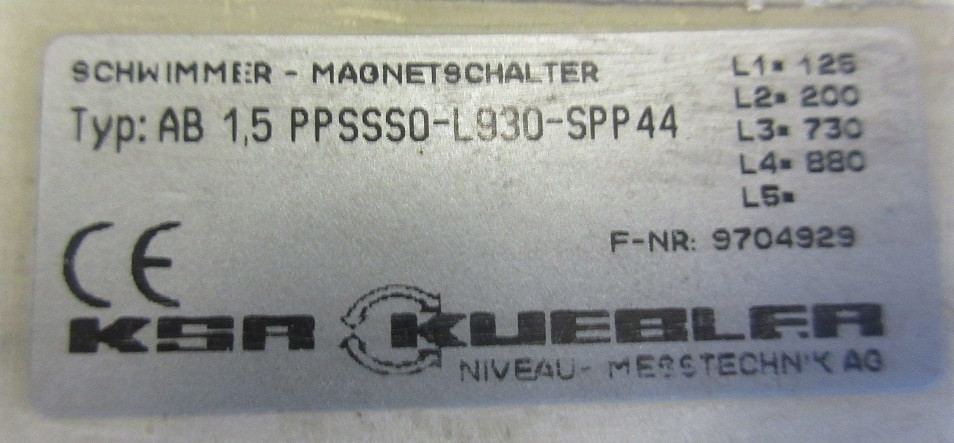 SCHWIMMER - MAGNETSCHALTER
Typ: AB 1,5 PPSSS0-L930-SPP44
L1= 125
L2= 200
L3= 730
L4= 880
L5=
F-NR: 9704929
CE
KSR KUEBLER
NIVEAU- MESSTECHNIK AG